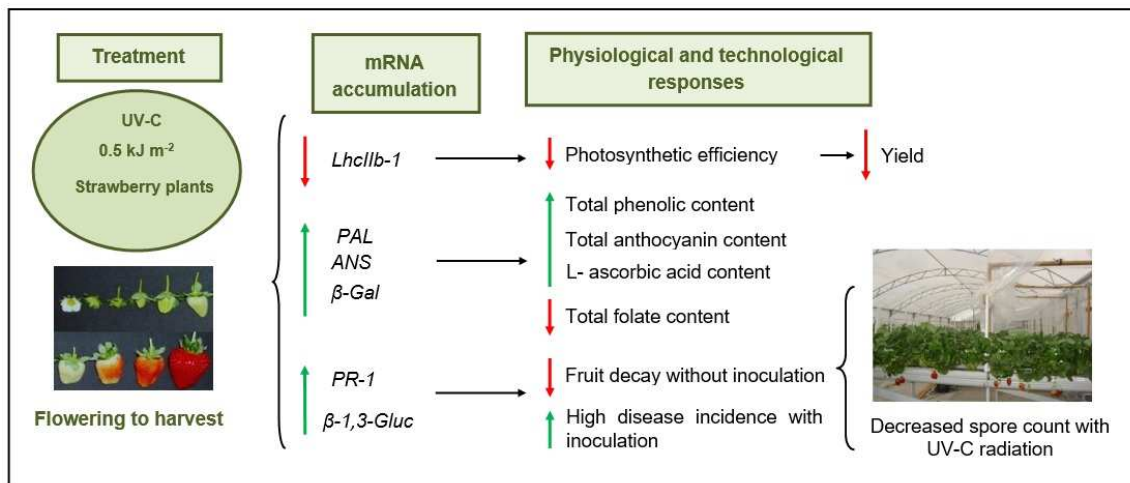 Treatment
UV-C
0.5 kJ m-2
Strawberry plants
Flowering to harvest
mRNA
accumulation
LhcIIb-1
PAL
ANS
β-Gal
PR-1
β-1,3-Gluc
Physiological and technological
responses
Photosynthetic efficiency
Yield
Total phenolic content
Total anthocyanin content
L- ascorbic acid content
Total folate content
Fruit decay without inoculation
High disease incidence with
inoculation
Decreased spore count with
UV-C radiation